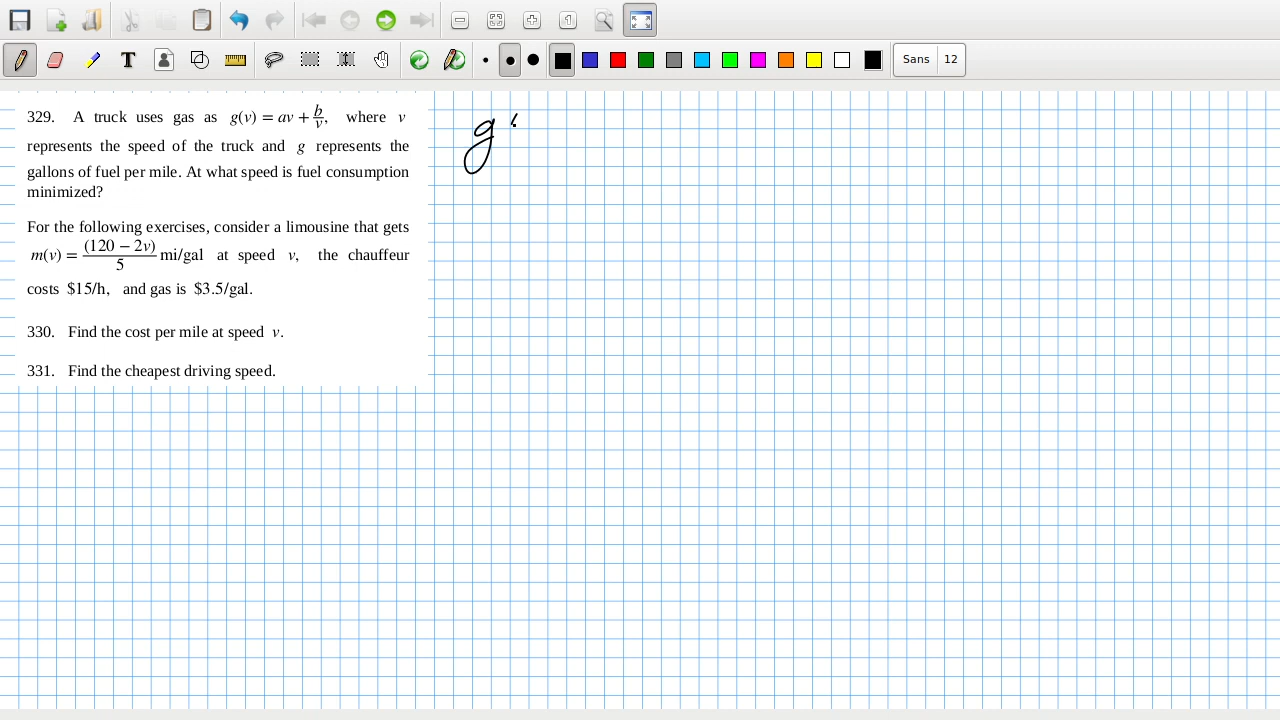 T
Sans 12
329. A truck uses gas as g(v) = av + b/v, where v
represents the speed of the truck and g represents the
gallons of fuel per mile. At what speed is fuel consumption
minimized?
For the following exercises, consider a limousine that gets
m(v) = (120 − 2v)/5 mi/gal at speed v, the chauffeur
costs $15/h, and gas is $3.5/gal.
330. Find the cost per mile at speed v.
331. Find the cheapest driving speed.
g